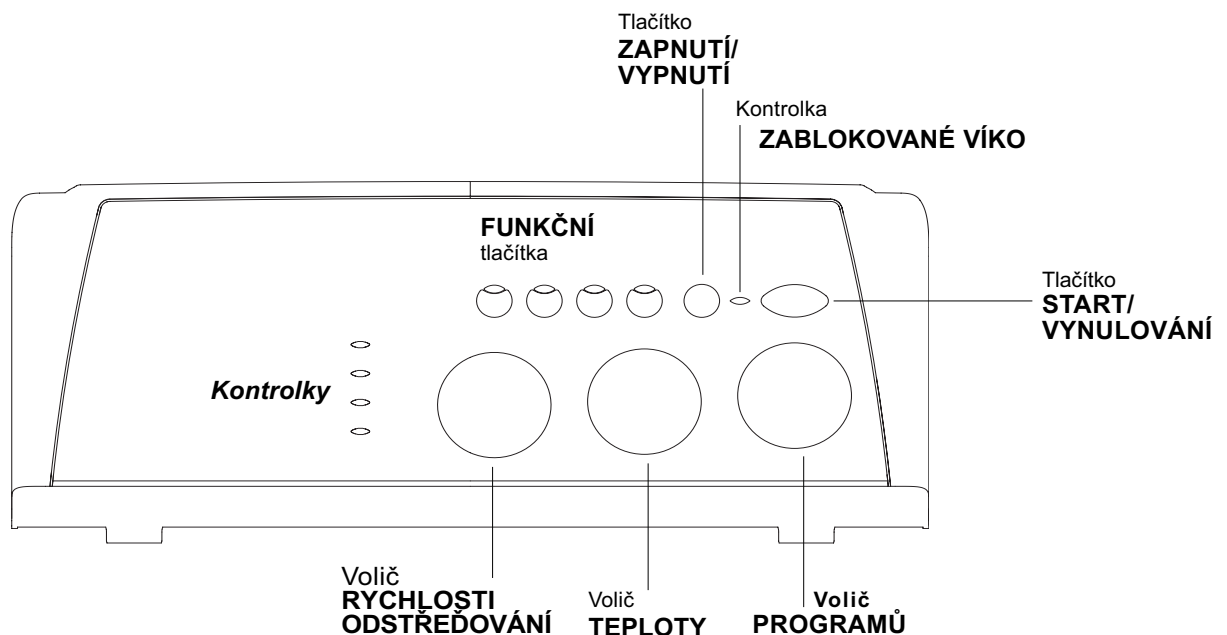 Tlačítko
ZAPNUTÍ/
VYPNUTÍ
Kontrolka
ZABLOKOVANÉ VÍKO
FUNKČNÍ
tlačítka
Tlačítko
START/
VYNULOVÁNÍ
Kontrolky
Volič
RYCHLOSTI
ODSTŘEĎOVÁNÍ
Volič
TEPLOTY
Volič
PROGRAMŮ